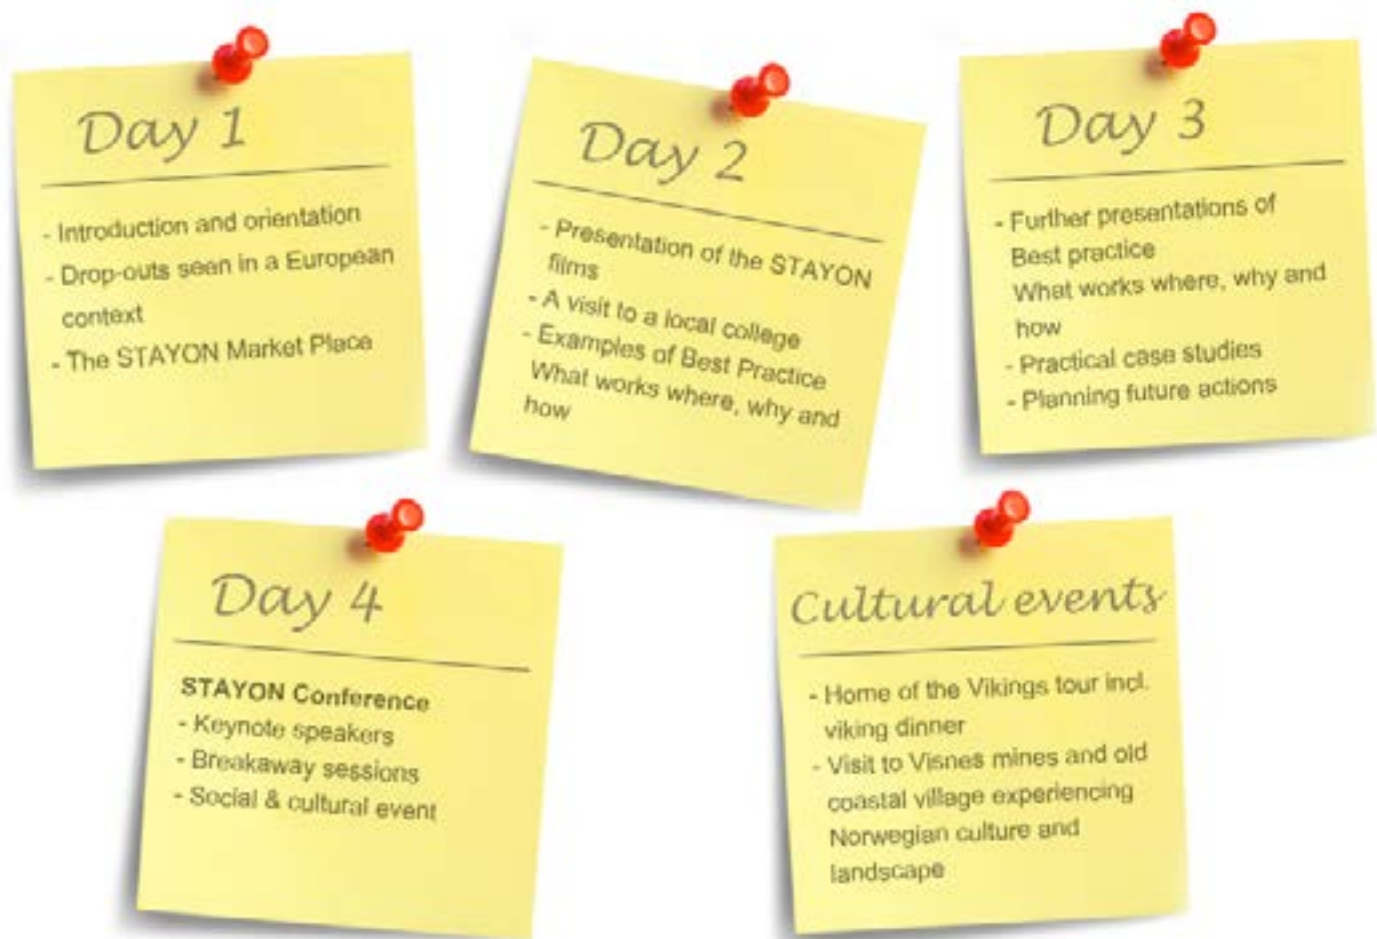 Day 1
- Introduction and orientation
- Drop-outs seen in a European
context
- The STAYON Market Place
Day 2
- Presentation of the STAYON
films
- A visit to a local college
- Examples of Best Practice
What works where, why and
how
Day 3
- Further presentations of
Best practice
What works where, why and
how
- Practical case studies
- Planning future actions
Day 4
STAYON Conference
- Keynote speakers
- Breakaway sessions
- Social & cultural event
Cultural events
- Home of the Vikings tour incl.
viking dinner
- Visit to Visnes mines and old
coastal village experiencing
Norwegian culture and
landscape